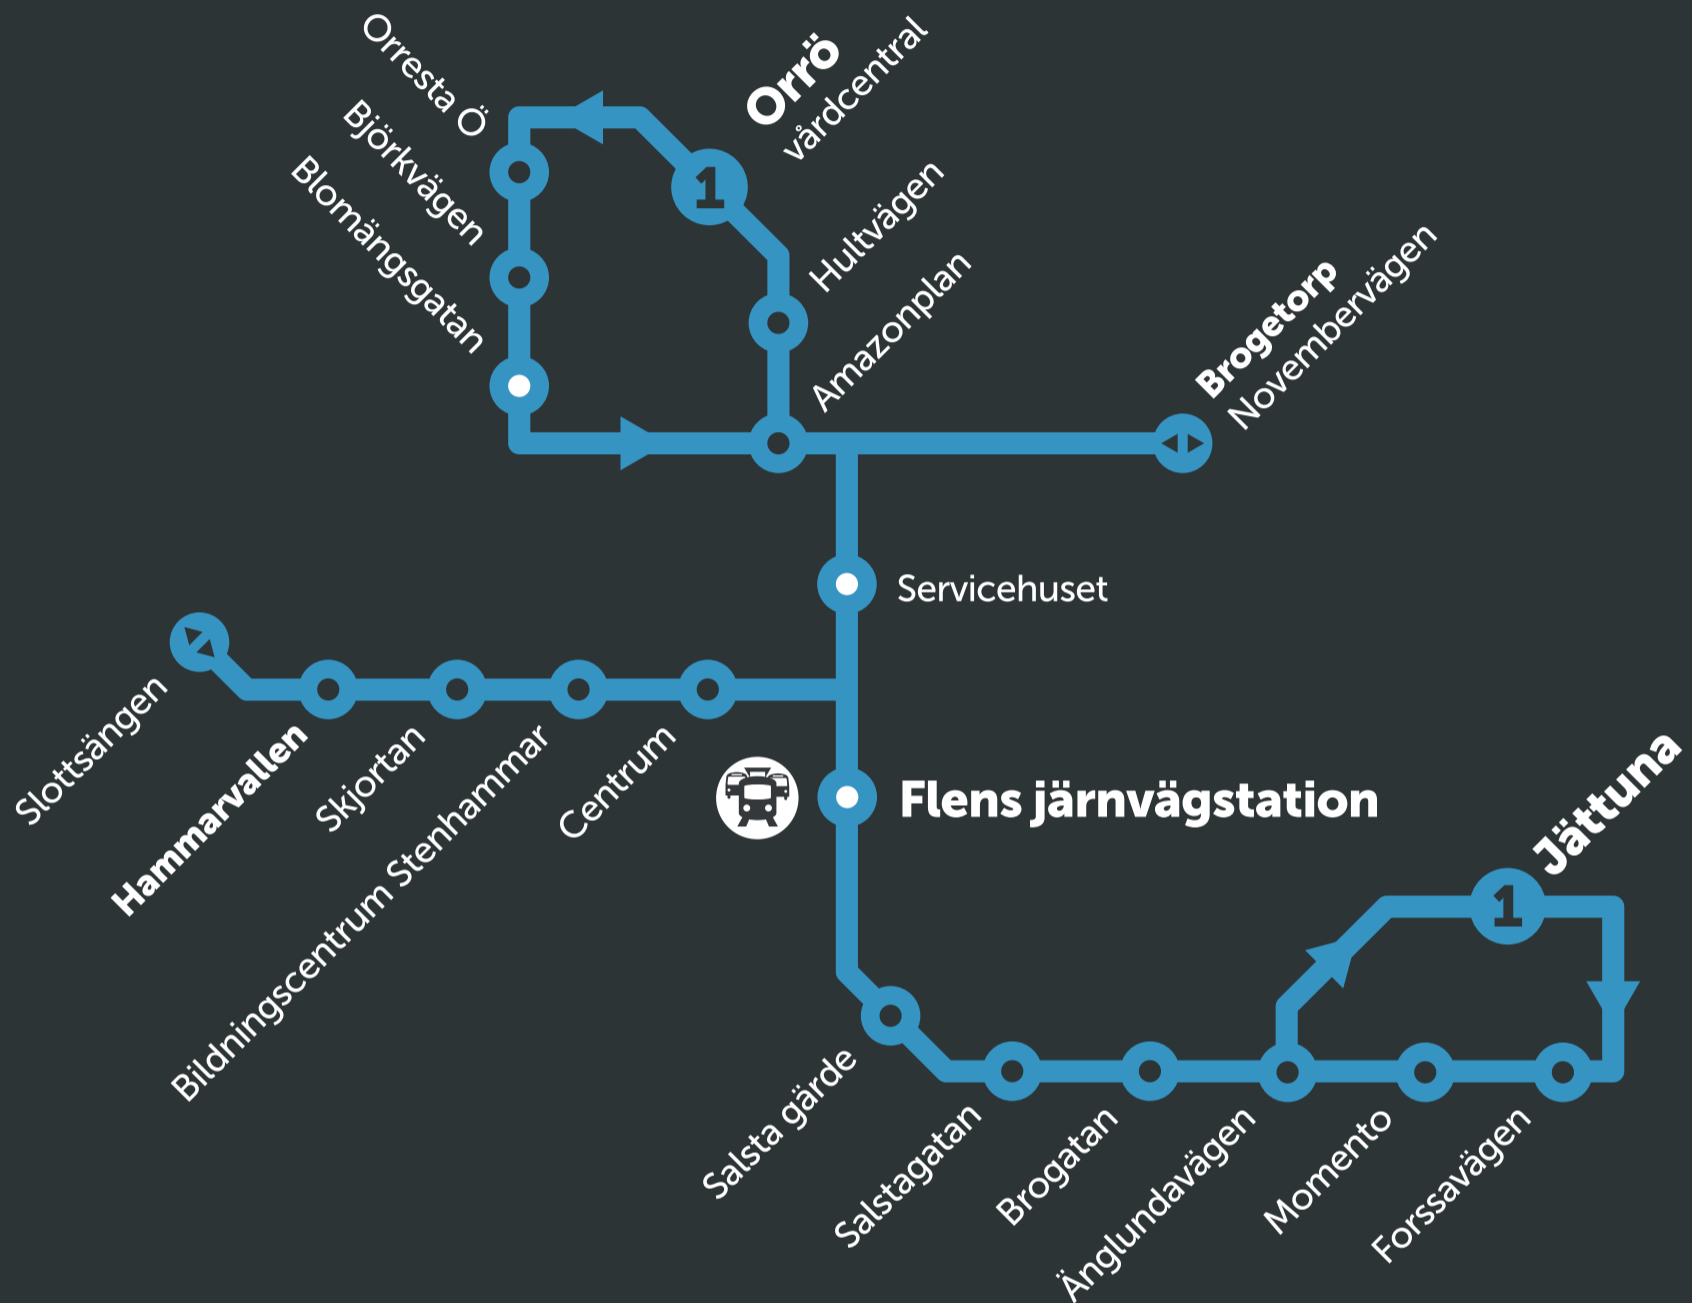 Orresta Ö
Björkvägen
Blomängsgatan
Orrö
vårdcentral
1
Hultvägen
Amazonplan
Brogetorp
Novembervägen
Servicehuset
Slottsängen
Hammarvallen
Skjortan
Bildningscentrum Stenhammar
Centrum
Flens järnvägstation
Jättuna
1
Salsta gärde
Salstagatan
Brogatan
Änglundavägen
Momento
Forssavägen